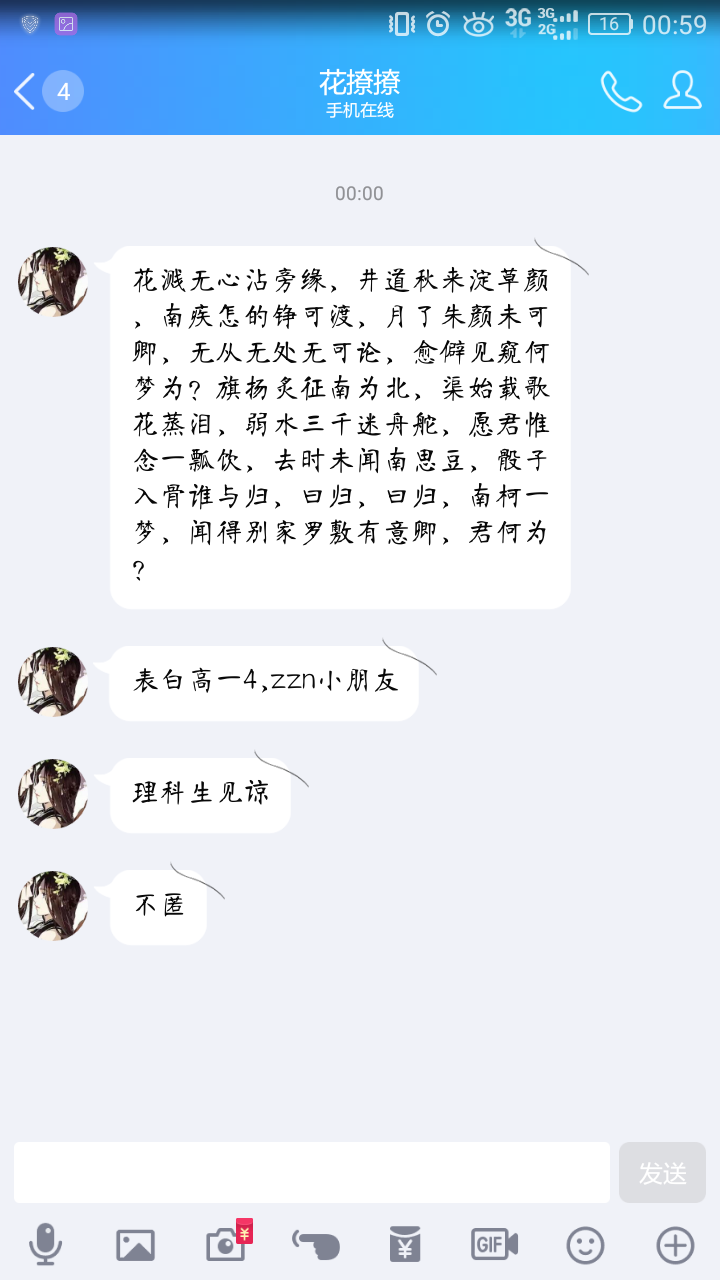 3G 3G 2G 16 00:59
4
花撩撩
手机在线
00:00
花溅无心沾旁缘，井道秋来淀草颜
，南疾怎的铮可渡，月了朱颜未可
卿，无从无处无可论，愈僻见窥何
梦为？旗扬炙征南为北，渠始载歌
花蒸泪，弱水三千迷舟舵，愿君惟
念一瓢饮，去时未闻南思豆，骰子
入骨谁与归，曰归，曰归，南柯一
梦，闻得别家罗敷有意卿，君何为
？
表白高一4,zzn小朋友
理科生见谅
不匿
发送
¥ ¥ GIF